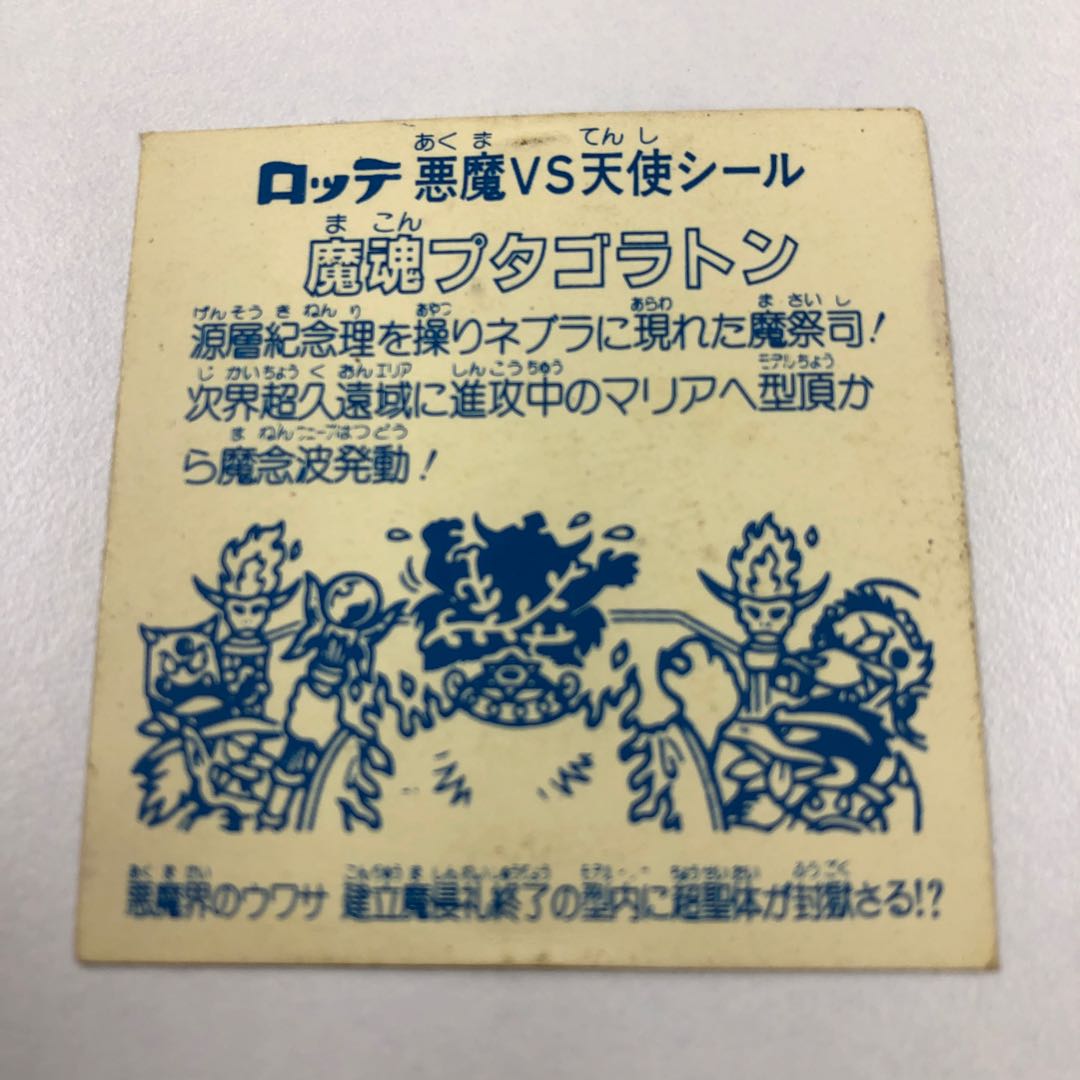 ロッテ 悪魔VS天使シール
魔魂プタゴラトン
源層紀念理を操りネブラに現れた魔祭司!
次界超久遠域に進攻中のマリアへ型頂か
ら魔念波発動!
悪魔界のウワサ 建立魔侵礼終了の型内に超聖体が封獄さる!?